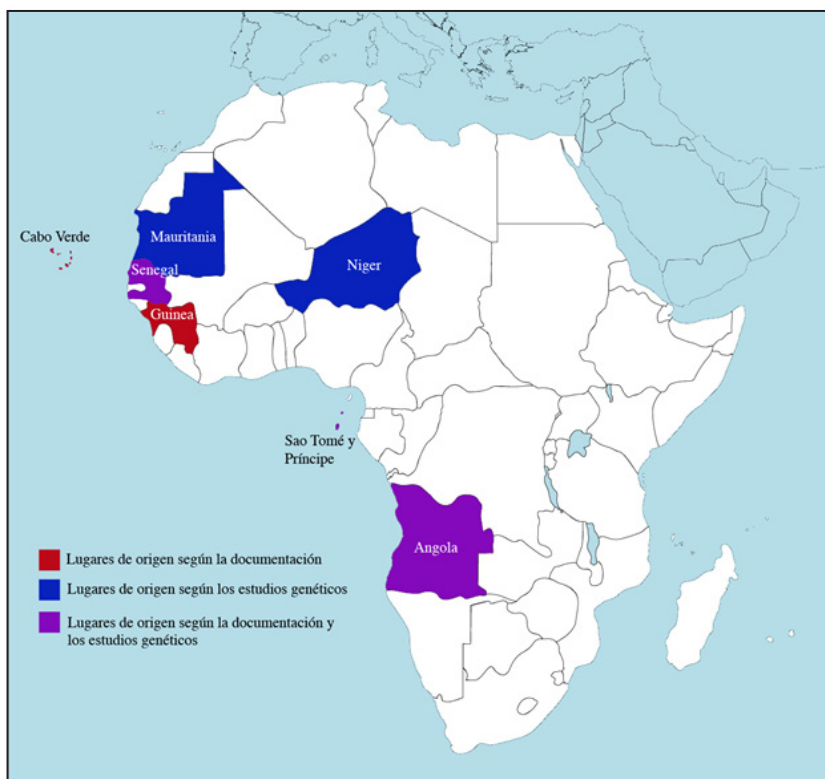 Cabo Verde
Mauritania
Niger
Senegal
Guinea
Sao Tomé y
Príncipe
Angola
Lugares de origen según la documentación
Lugares de origen según los estudios genéticos
Lugares de origen según la documentación y
los estudios genéticos